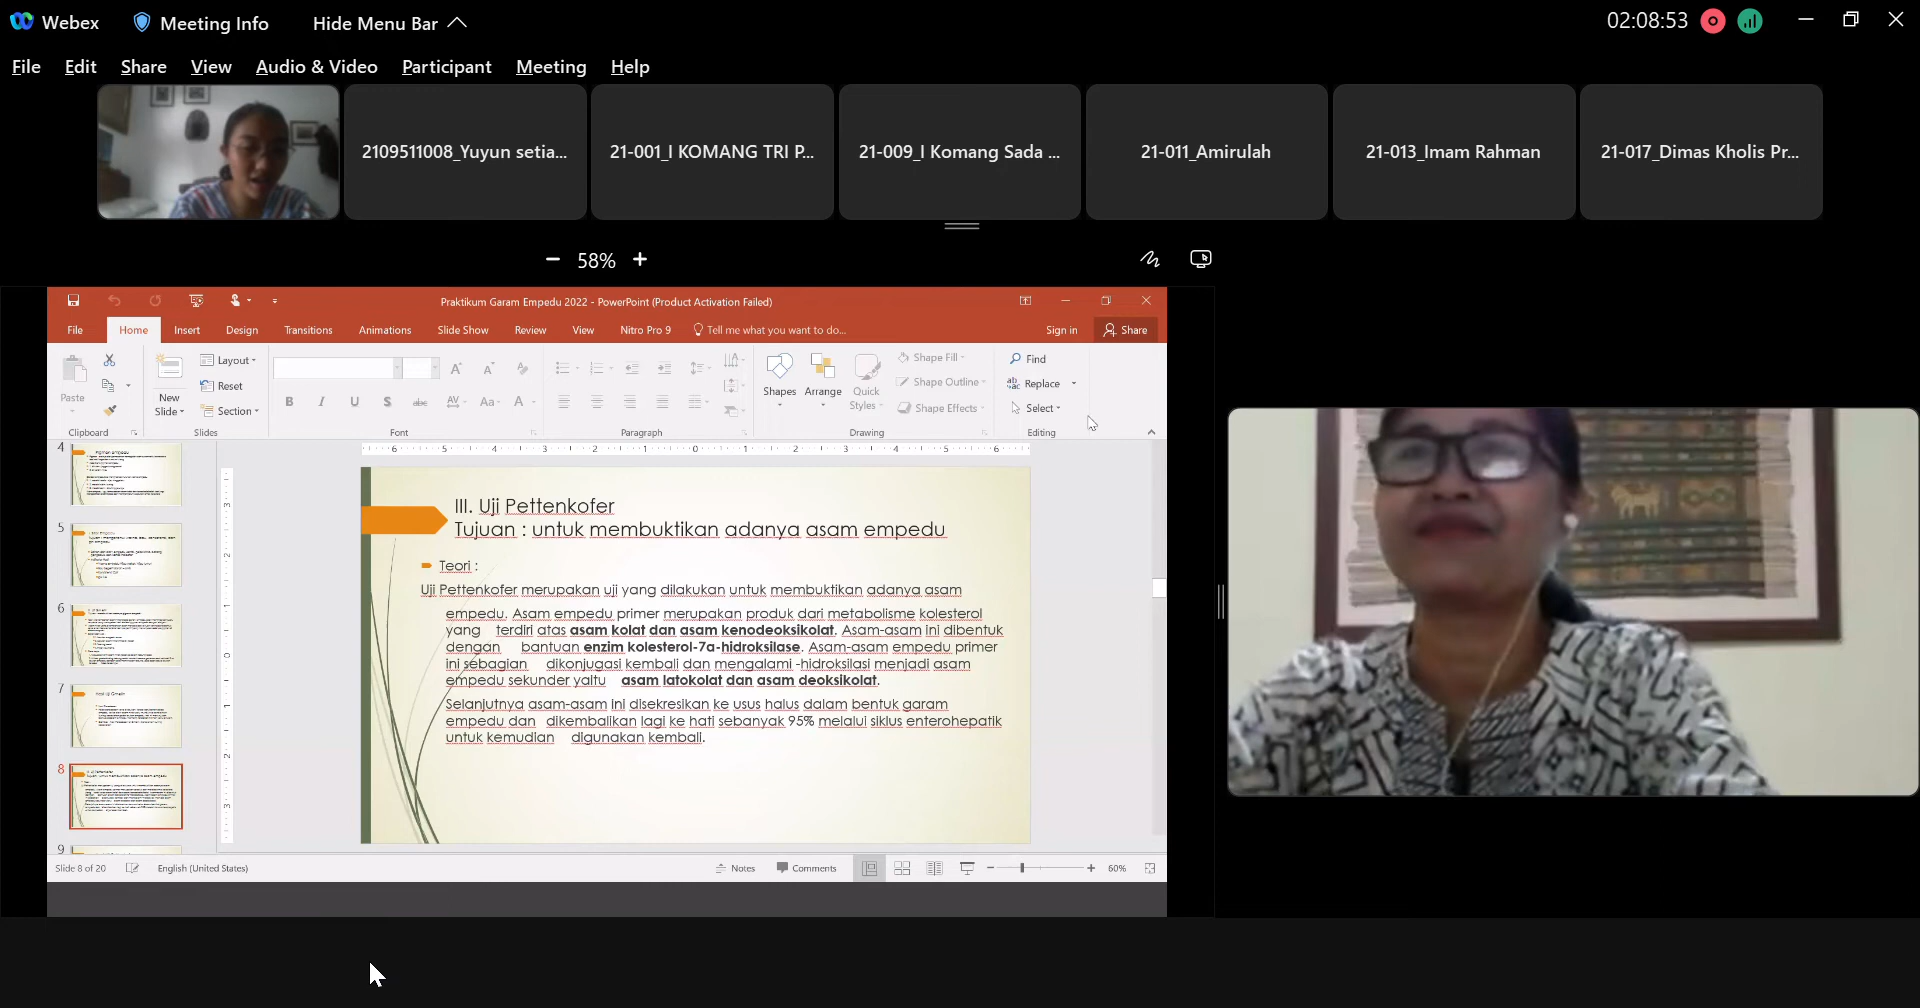 Webex
Meeting Info
Hide Menu Bar
02:08:53
File Edit Share View Audio & Video Participant Meeting Help
2109511008_Yuyun setia...
21-001_I KOMANG TRI P...
21-009_I Komang Sada ...
21-011_Amirulah
21-013_Imam Rahman
21-017_Dimas Kholis Pr...
58%
Praktikum Garam Empedu 2022 - PowerPoint (Product Activation Failed)
File Home Insert Design Transitions Animations Slide Show Review View Nitro Pro 9 Tell me what you want to do... Sign in Share
Paste
Clipboard
New Slide
Layout
Reset
Section
Slides
Font
Paragraph
Shapes
Arrange
Quick Styles
Shape Fill
Shape Outline
Shape Effects
Drawing
Find
Replace
Select
Editing
4
5
6
7
8
9
III. Uji Pettenkofer
Tujuan : untuk membuktikan adanya asam empedu
Teori :
Uji Pettenkofer merupakan uji yang dilakukan untuk membuktikan adanya asam
empedu. Asam empedu primer merupakan produk dari metabolisme kolesterol
yang terdiri atas asam kolat dan asam kenodeoksikolat. Asam-asam ini dibentuk
dengan bantuan enzim kolesterol-7a-hidroksilase. Asam-asam empedu primer
ini sebagian dikonjugasi kembali dan mengalami -hidroksilasi menjadi asam
empedu sekunder yaitu asam latokolat dan asam deoksikolat.
Selanjutnya asam-asam ini disekresikan ke usus halus dalam bentuk garam
empedu dan dikembalikan lagi ke hati sebanyak 95% melalui siklus enterohepatik
untuk kemudian digunakan kembali.
Slide 8 of 20
English (United States)
Notes
Comments
60%